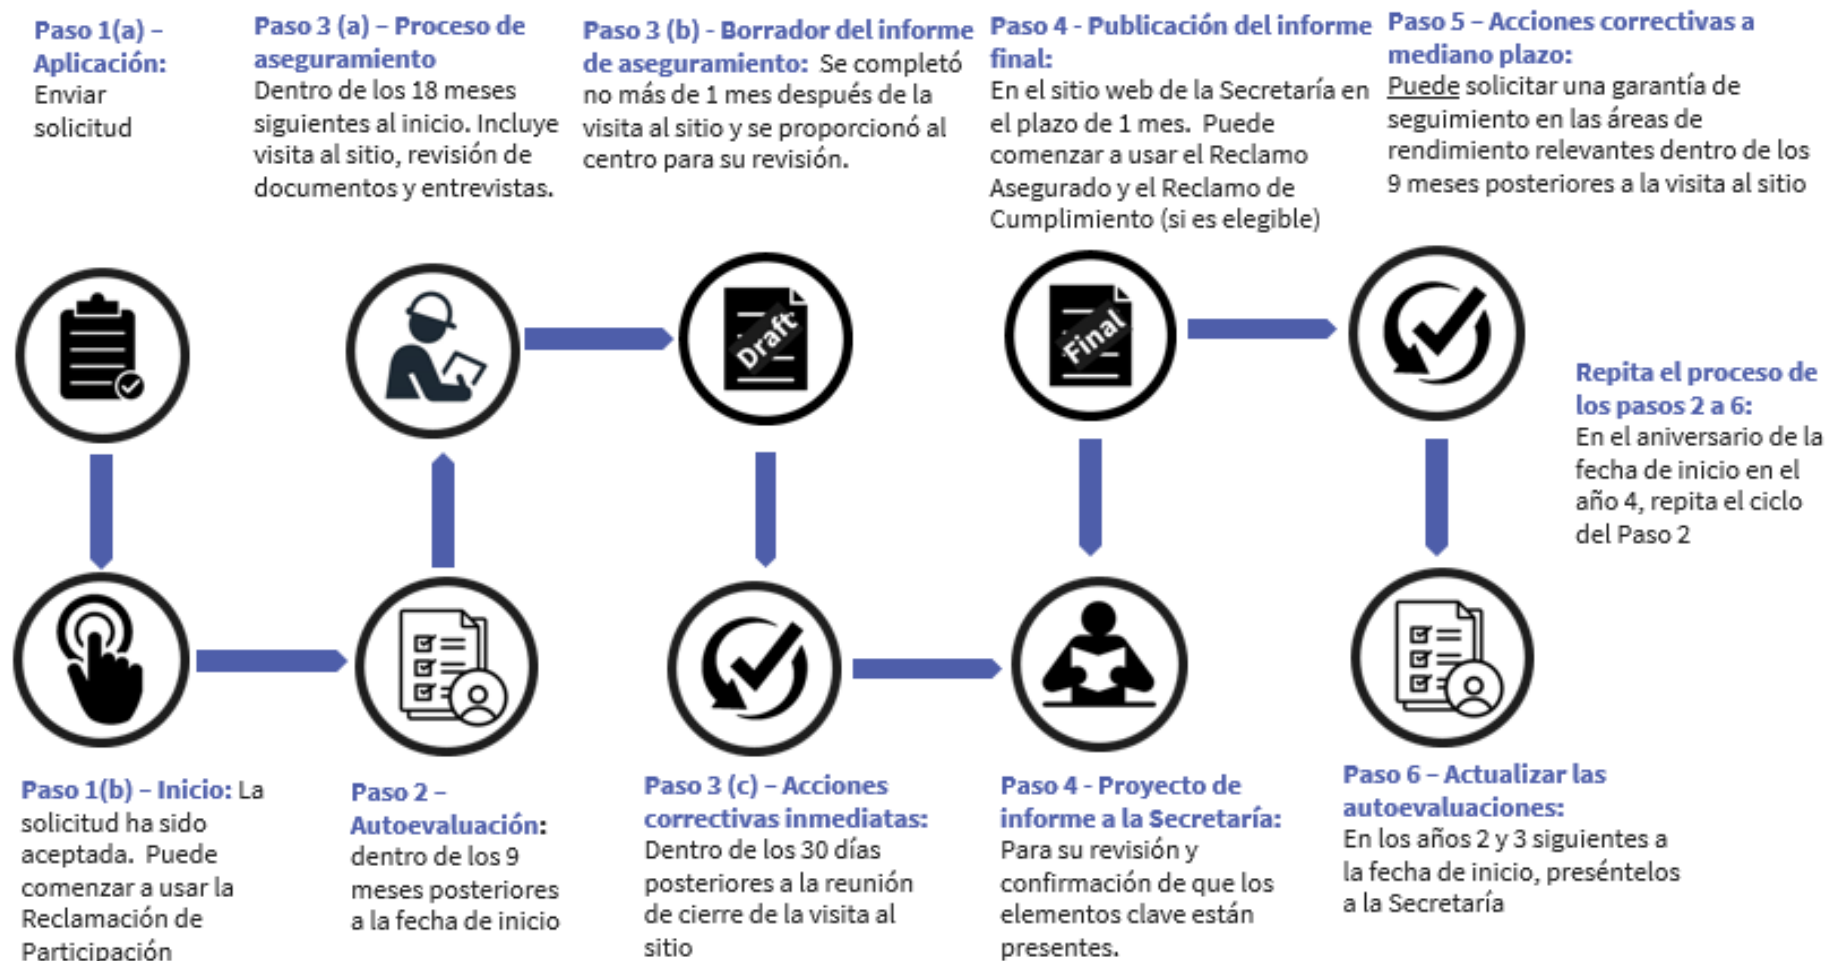 Paso 1(a) –
Aplicación:
Enviar
solicitud
Paso 3 (a) – Proceso de
aseguramiento
Dentro de los 18 meses
siguientes al inicio. Incluye
visita al sitio, revisión de
documentos y entrevistas.
Paso 3 (b) - Borrador del informe
de aseguramiento: Se completó
no más de 1 mes después de la
visita al sitio y se proporcionó al
centro para su revisión.
Paso 4 - Publicación del informe
final:
En el sitio web de la Secretaría en
el plazo de 1 mes. Puede
comenzar a usar el Reclamo
Asegurado y el Reclamo de
Cumplimiento (si es elegible)
Paso 5 – Acciones correctivas a
mediano plazo:
Puede solicitar una garantía de
seguimiento en las áreas de
rendimiento relevantes dentro de los
9 meses posteriores a la visita al sitio
Draft
Final
Repita el proceso de
los pasos 2 a 6:
En el aniversario de la
fecha de inicio en el
año 4, repita el ciclo
del Paso 2
Paso 1(b) – Inicio: La
solicitud ha sido
aceptada. Puede
comenzar a usar la
Reclamación de
Participación
Paso 2 –
Autoevaluación:
dentro de los 9
meses posteriores
a la fecha de inicio
Paso 3 (c) – Acciones
correctivas inmediatas:
Dentro de los 30 días
posteriores a la reunión
de cierre de la visita al
sitio
Paso 4 - Proyecto de
informe a la Secretaría:
Para su revisión y
confirmación de que los
elementos clave están
presentes.
Paso 6 – Actualizar las
autoevaluaciones:
En los años 2 y 3 siguientes a
la fecha de inicio, preséntelos
a la Secretaría